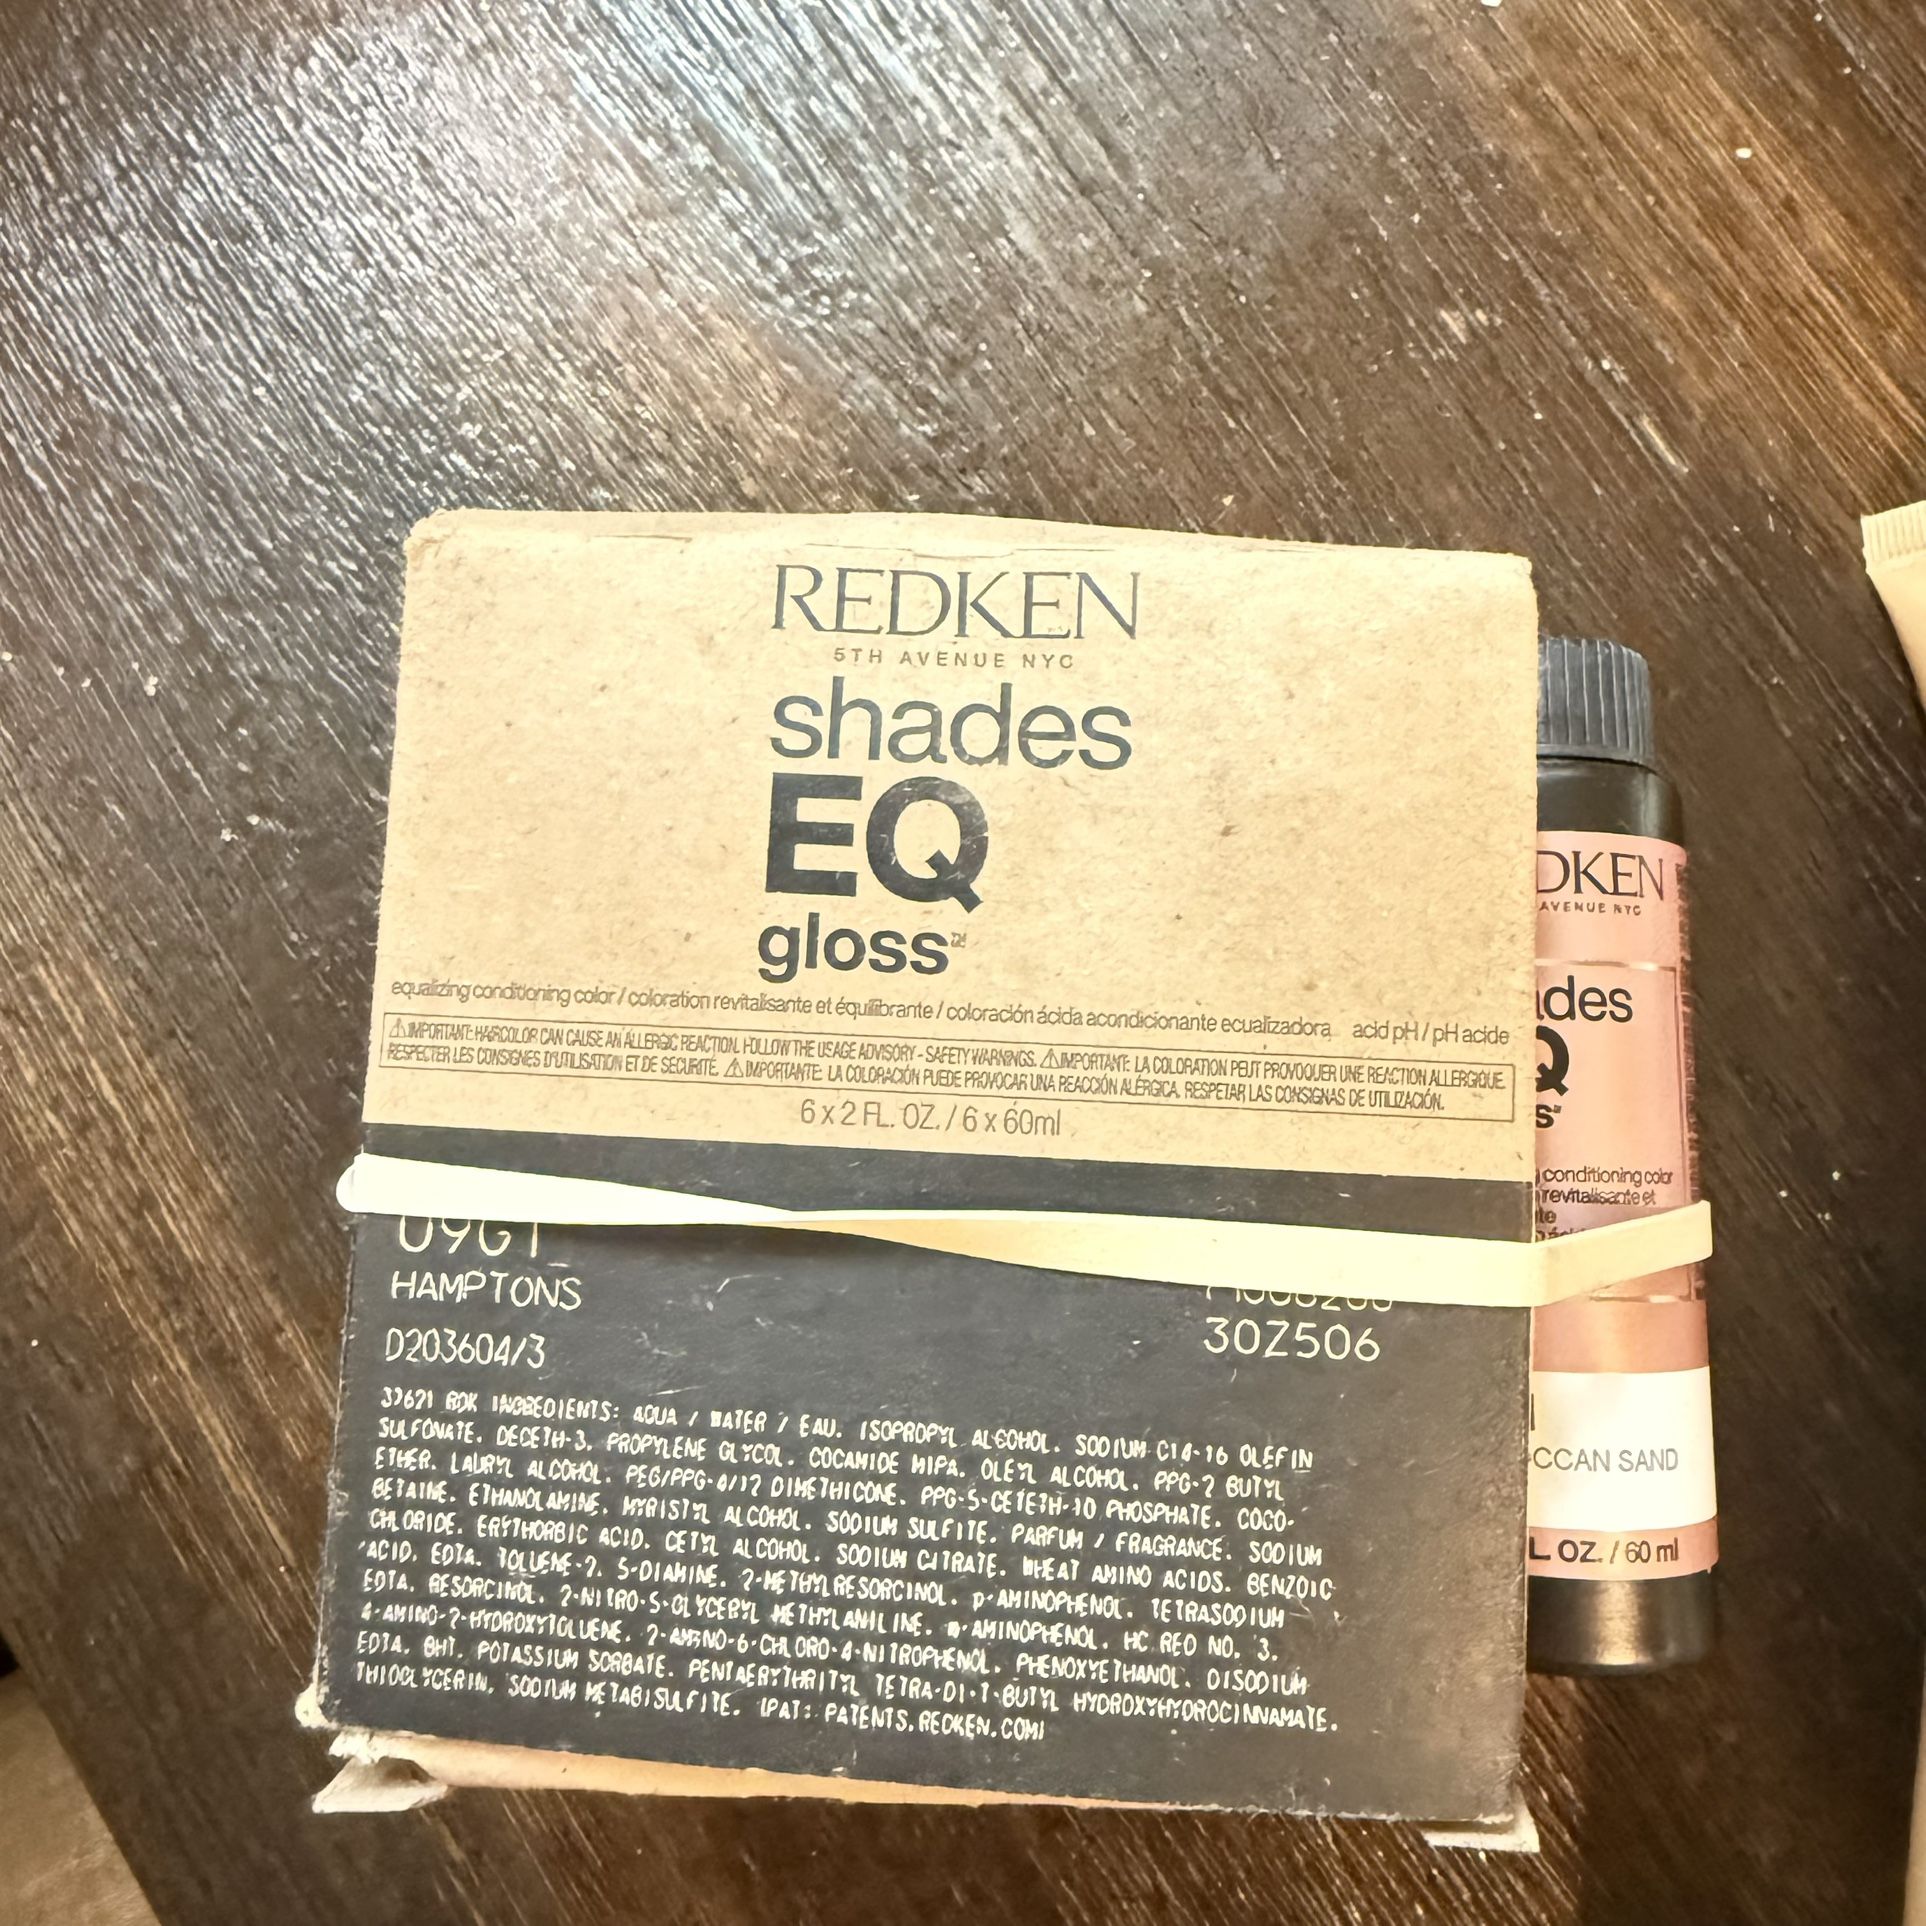 REDKEN
5TH AVENUE NYC
shades
EQ
gloss™
equalizing conditioning color / coloration revitalisante et équilibrante / coloración ácida acondicionante ecualizadora acid pH / pH acide
⚠IMPORTANT: HAIRCOLOR CAN CAUSE AN ALLERGIC REACTION. FOLLOW THE USAGE ADVISORY - SAFETY WARNINGS. ⚠IMPORTANT: LA COLORATION PEUT PROVOQUER UNE REACTION ALLERGIQUE.
RESPECTER LES CONSIGNES D'UTILISATION ET DE SECURITE. ⚠IMPORTANTE: LA COLORACIÓN PUEDE PROVOCAR UNA REACCIÓN ALÉRGICA. RESPETAR LAS CONSIGNAS DE UTILIZACIÓN.
6 x 2 FL. OZ. / 6 x 60ml
HAMPTONS
D203604/3
30Z506
INGREDIENTS: AQUA / WATER / EAU. ISOPROPYL ALCOHOL. SODIUM C14-16 OLEFIN
SULFONATE. DECETH-3. PROPYLENE GLYCOL. COCAMIDE MIPA. OLEYL ALCOHOL. PPG-2 BUTYL
ETHER. LAURYL ALCOHOL. PEG/PPG-4/12 DIMETHICONE. PPG-5-CETETH-10 PHOSPHATE. COCO-
BETAINE. ETHANOLAMINE. MYRISTYL ALCOHOL. SODIUM SULFITE. PARFUM / FRAGRANCE. SODIUM
CHLORIDE. ERYTHORBIC ACID. CETYL ALCOHOL. SODIUM CITRATE. WHEAT AMINO ACIDS. BENZOIC
ACID. EDTA. TOLUENE-2, 5-DIAMINE. 2-METHYLRESORCINOL. p-AMINOPHENOL. TETRASODIUM
EDTA. RESORCINOL. 2-NITRO-5-GLYCERYL METHYLANILINE. m-AMINOPHENOL. HC RED NO. 3.
4-AMINO-2-HYDROXYTOLUENE. 2-AMINO-6-CHLORO-4-NITROPHENOL. PHENOXYETHANOL. DISODIUM
EDTA. BHT. POTASSIUM SORBATE. PENTAERYTHRITYL TETRA-DI-T-BUTYL HYDROXYHYDROCINNAMATE.
THIOGLYCERIN. SODIUM METABISULFITE. (PAT: PATENTS.REDKEN.COM)
DKEN
AVENUE NYC
ades
Q
s™
conditioning color
revitalisante et
CCAN SAND
L OZ. / 60 ml